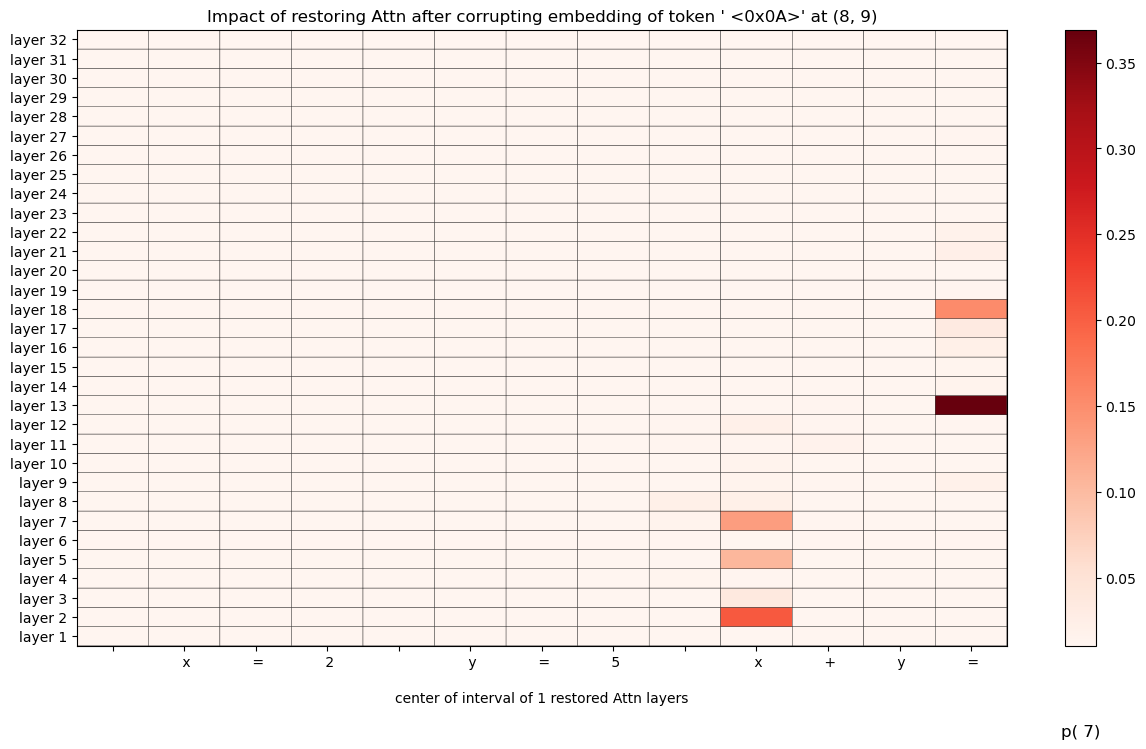 Impact of restoring Attn after corrupting embedding of token ' <0x0A>' at (8, 9)
layer 32
layer 31
layer 30
layer 29
layer 28
layer 27
layer 26
layer 25
layer 24
layer 23
layer 22
layer 21
layer 20
layer 19
layer 18
layer 17
layer 16
layer 15
layer 14
layer 13
layer 12
layer 11
layer 10
layer 9
layer 8
layer 7
layer 6
layer 5
layer 4
layer 3
layer 2
layer 1
x = 2 y = 5 x + y =
center of interval of 1 restored Attn layers
0.35
0.30
0.25
0.20
0.15
0.10
0.05
p( 7)